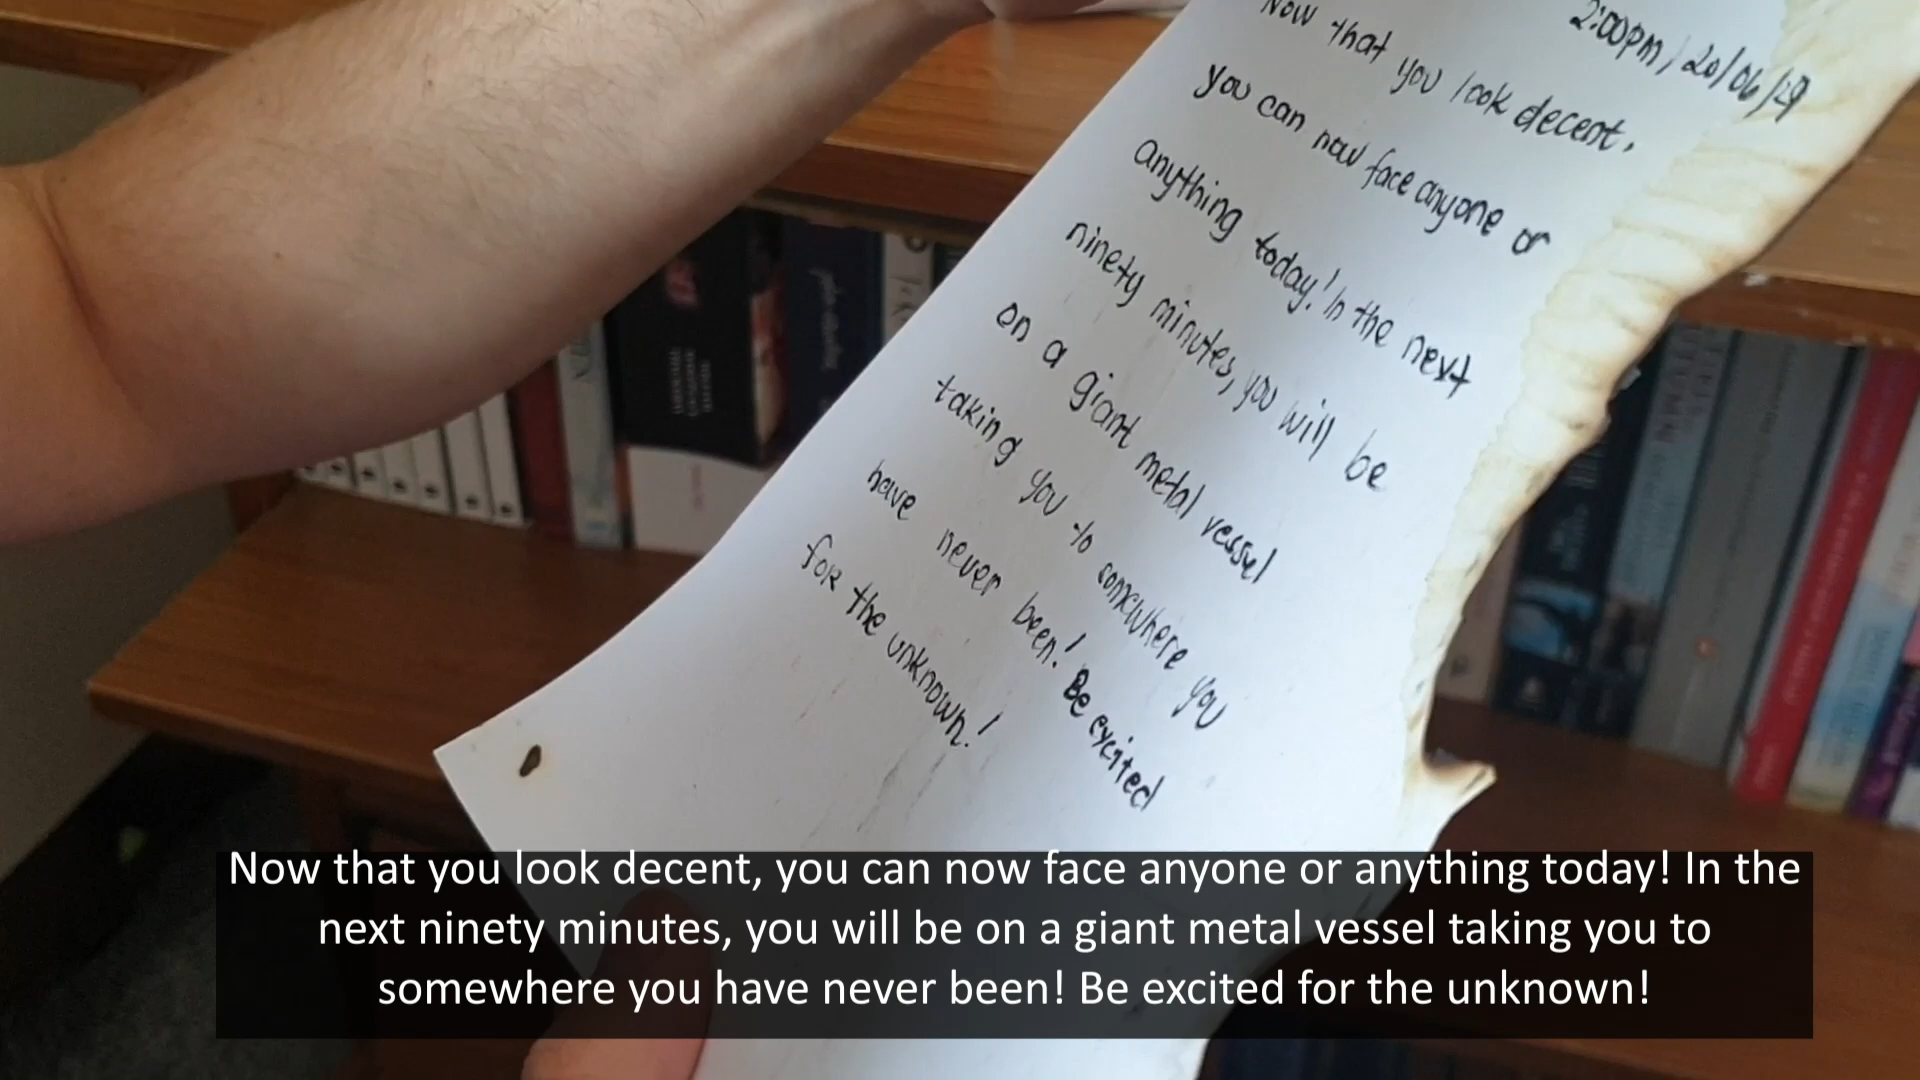 2:00pm / 20/06/29
Now that you look decent,
you can now face anyone or
anything today! In the next
ninety minutes, you will be
on a giant metal vessel
taking you to somewhere you
have never been! Be excited
for the unknown!
Now that you look decent, you can now face anyone or anything today! In the
next ninety minutes, you will be on a giant metal vessel taking you to
somewhere you have never been! Be excited for the unknown!